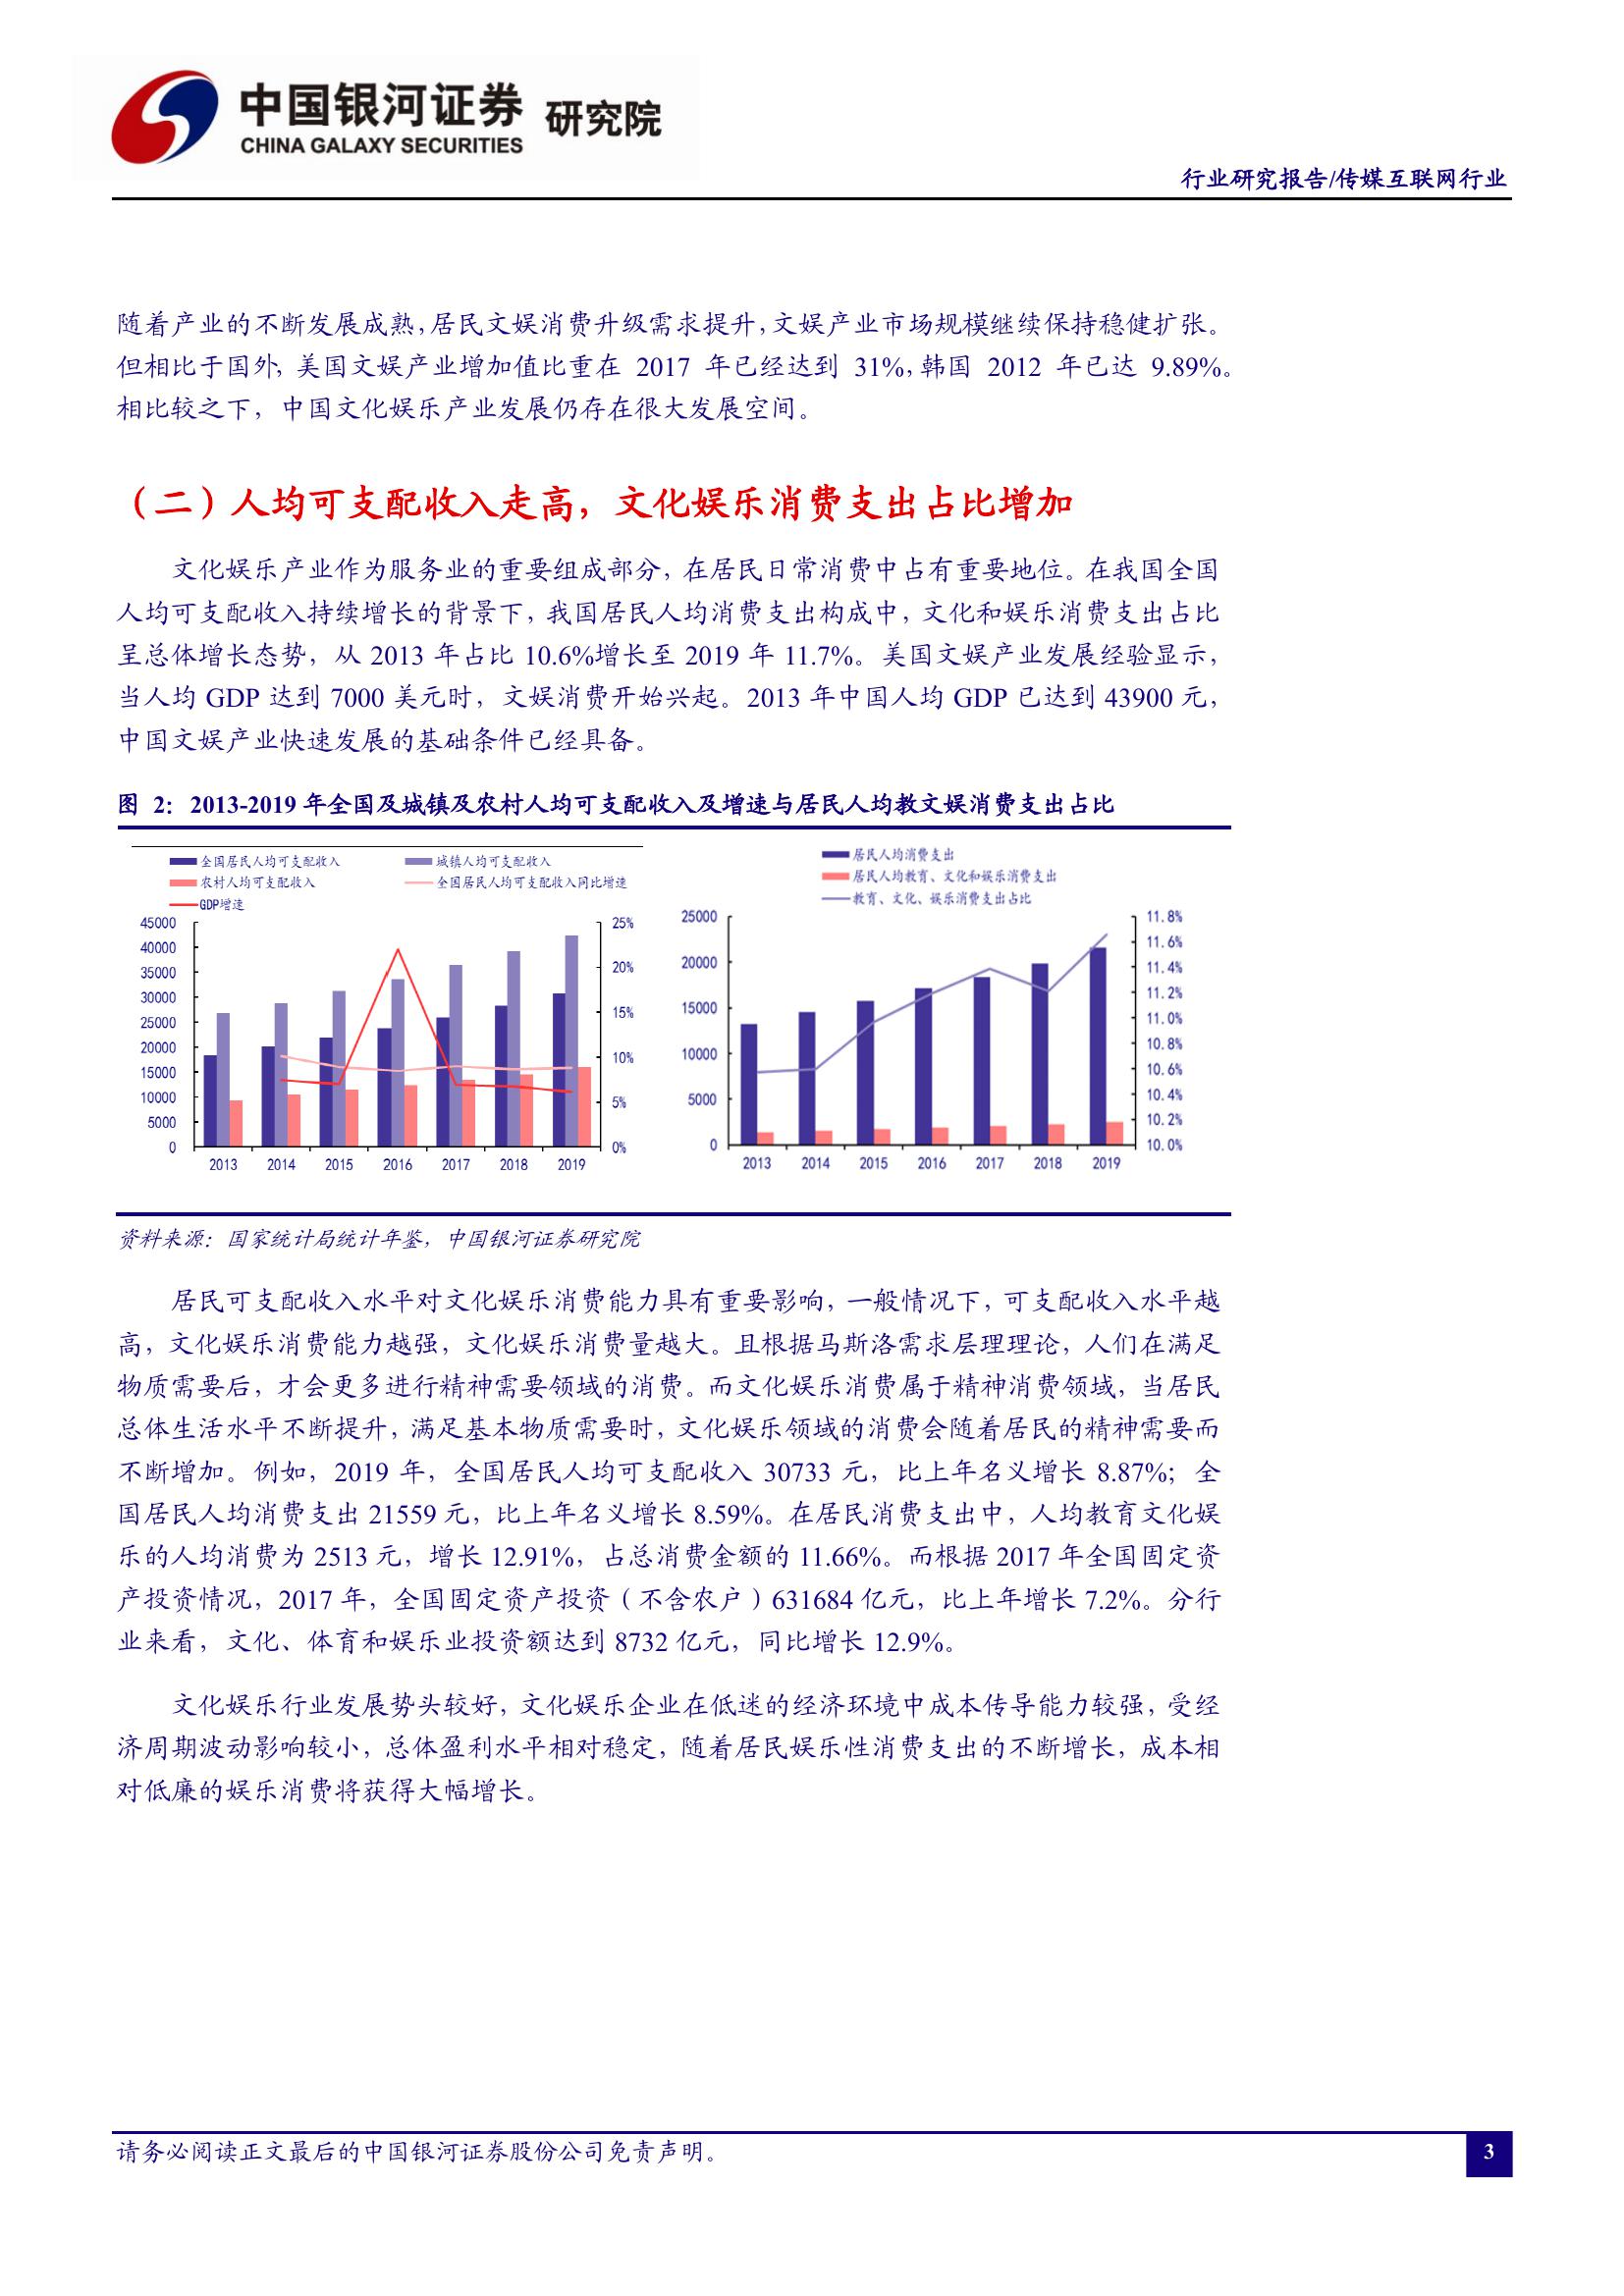 中国银河证券 研究院
CHINA GALAXY SECURITIES
行业研究报告/传媒互联网行业
随着产业的不断发展成熟,居民文娱消费升级需求提升,文娱产业市场规模继续保持稳健扩张。
但相比于国外,美国文娱产业增加值比重在 2017 年已经达到 31%,韩国 2012 年已达 9.89%。
相比较之下，中国文化娱乐产业发展仍存在很大发展空间。
（二）人均可支配收入走高，文化娱乐消费支出占比增加
文化娱乐产业作为服务业的重要组成部分，在居民日常消费中占有重要地位。在我国全国
人均可支配收入持续增长的背景下，我国居民人均消费支出构成中，文化和娱乐消费支出占比
呈总体增长态势，从 2013 年占比 10.6%增长至 2019 年 11.7%。美国文娱产业发展经验显示，
当人均 GDP 达到 7000 美元时，文娱消费开始兴起。2013 年中国人均 GDP 已达到 43900 元，
中国文娱产业快速发展的基础条件已经具备。
图 2：2013-2019 年全国及城镇及农村人均可支配收入及增速与居民人均教文娱消费支出占比
全国居民人均可支配收入 城镇人均可支配收入
农村人均可支配收入 全国居民人均可支配收入同比增速
GDP增速
45000 25%
40000
35000 20%
30000
25000 15%
20000 10%
15000
10000 5%
5000
0 0%
2013 2014 2015 2016 2017 2018 2019
居民人均消费支出
居民人均教育、文化和娱乐消费支出
教育、文化、娱乐消费支出占比
25000 11.8%
11.6%
20000 11.4%
11.2%
15000 11.0%
10000 10.8%
10.6%
5000 10.4%
10.2%
0 10.0%
2013 2014 2015 2016 2017 2018 2019
资料来源：国家统计局统计年鉴，中国银河证券研究院
居民可支配收入水平对文化娱乐消费能力具有重要影响，一般情况下，可支配收入水平越
高，文化娱乐消费能力越强，文化娱乐消费量越大。且根据马斯洛需求层理理论，人们在满足
物质需要后，才会更多进行精神需要领域的消费。而文化娱乐消费属于精神消费领域，当居民
总体生活水平不断提升，满足基本物质需要时，文化娱乐领域的消费会随着居民的精神需要而
不断增加。例如，2019 年，全国居民人均可支配收入 30733 元，比上年名义增长 8.87%；全
国居民人均消费支出 21559 元，比上年名义增长 8.59%。在居民消费支出中，人均教育文化娱
乐的人均消费为 2513 元，增长 12.91%，占总消费金额的 11.66%。而根据 2017 年全国固定资
产投资情况，2017 年，全国固定资产投资（不含农户）631684 亿元，比上年增长 7.2%。分行
业来看，文化、体育和娱乐业投资额达到 8732 亿元，同比增长 12.9%。
文化娱乐行业发展势头较好，文化娱乐企业在低迷的经济环境中成本传导能力较强，受经
济周期波动影响较小，总体盈利水平相对稳定，随着居民娱乐性消费支出的不断增长，成本相
对低廉的娱乐消费将获得大幅增长。
请务必阅读正文最后的中国银河证券股份公司免责声明。
3